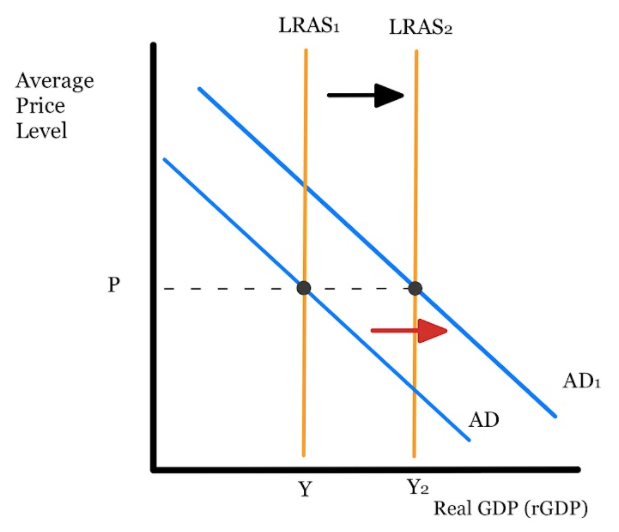 LRAS1
LRAS2
Average
Price
Level
P
AD1
AD
Y
Y2
Real GDP (rGDP)